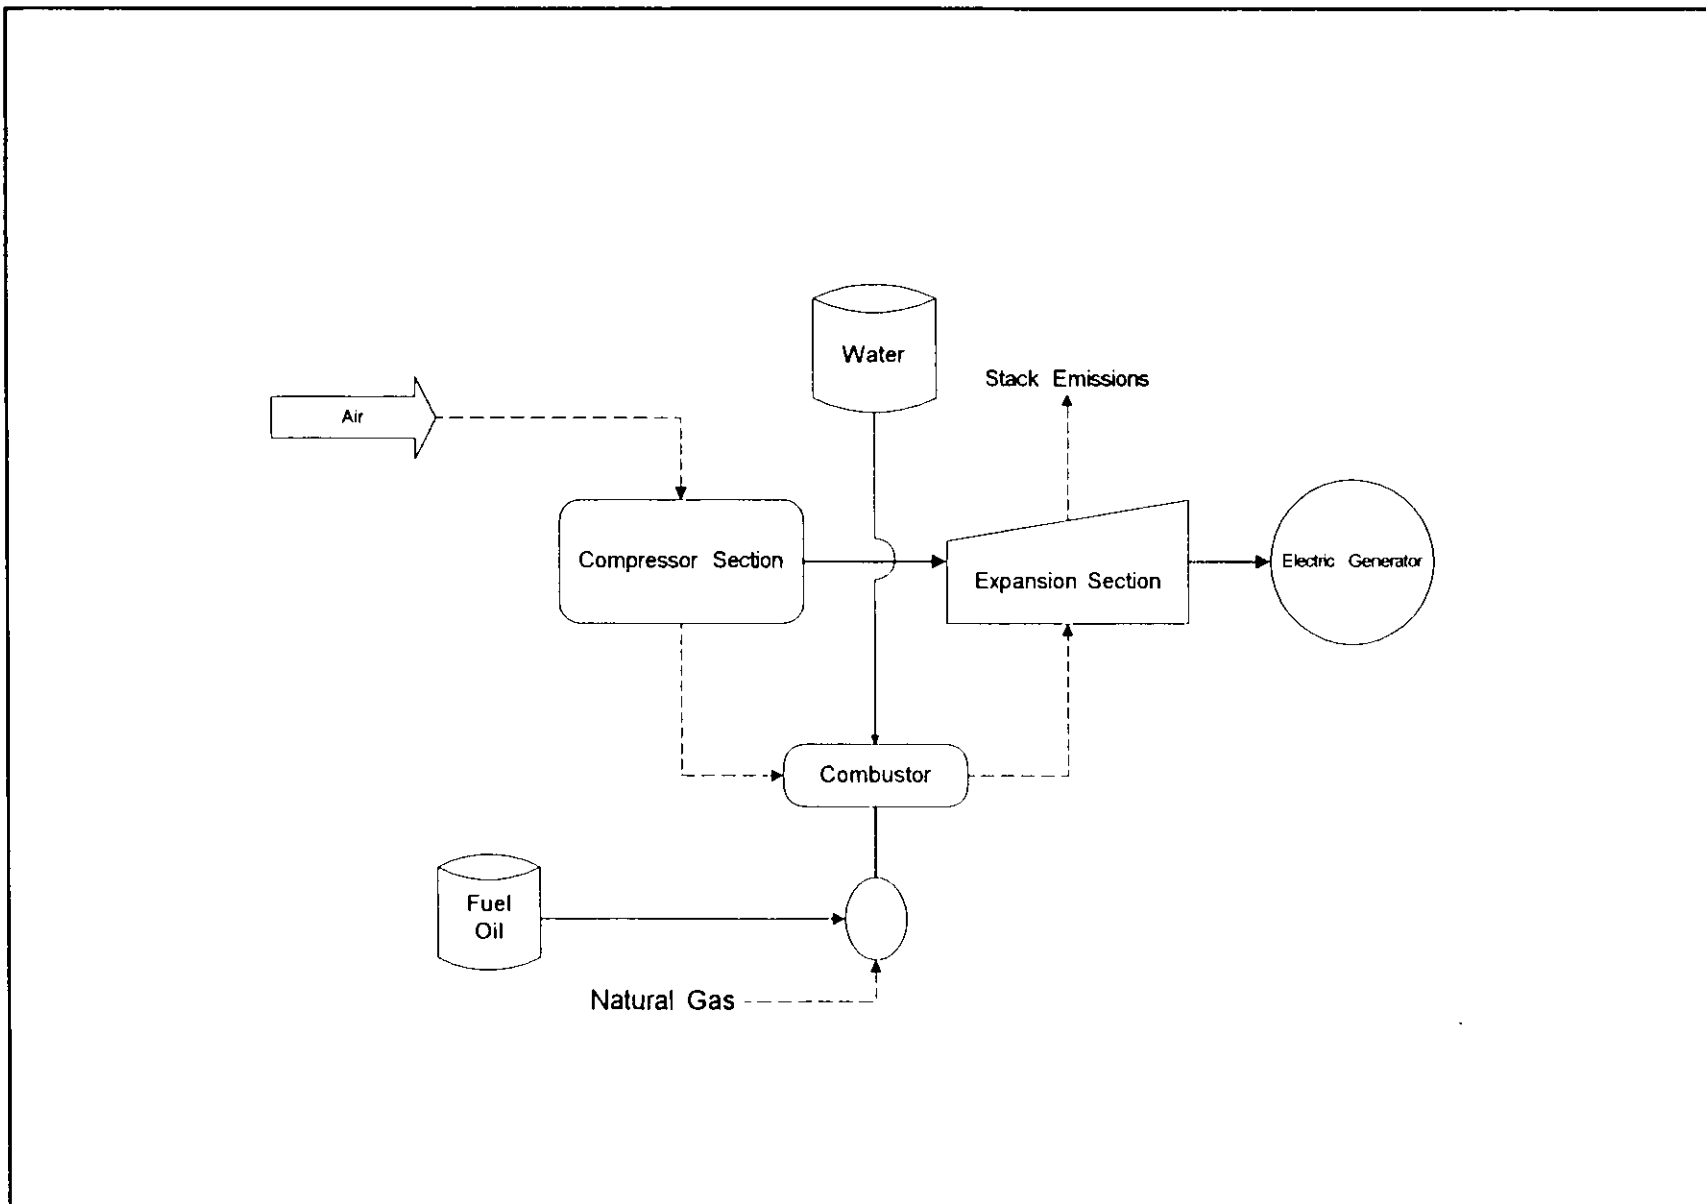 Water
Stack Emissions
Air
Compressor Section
Expansion Section
Electric Generator
Combustor
Fuel
Oil
Natural Gas